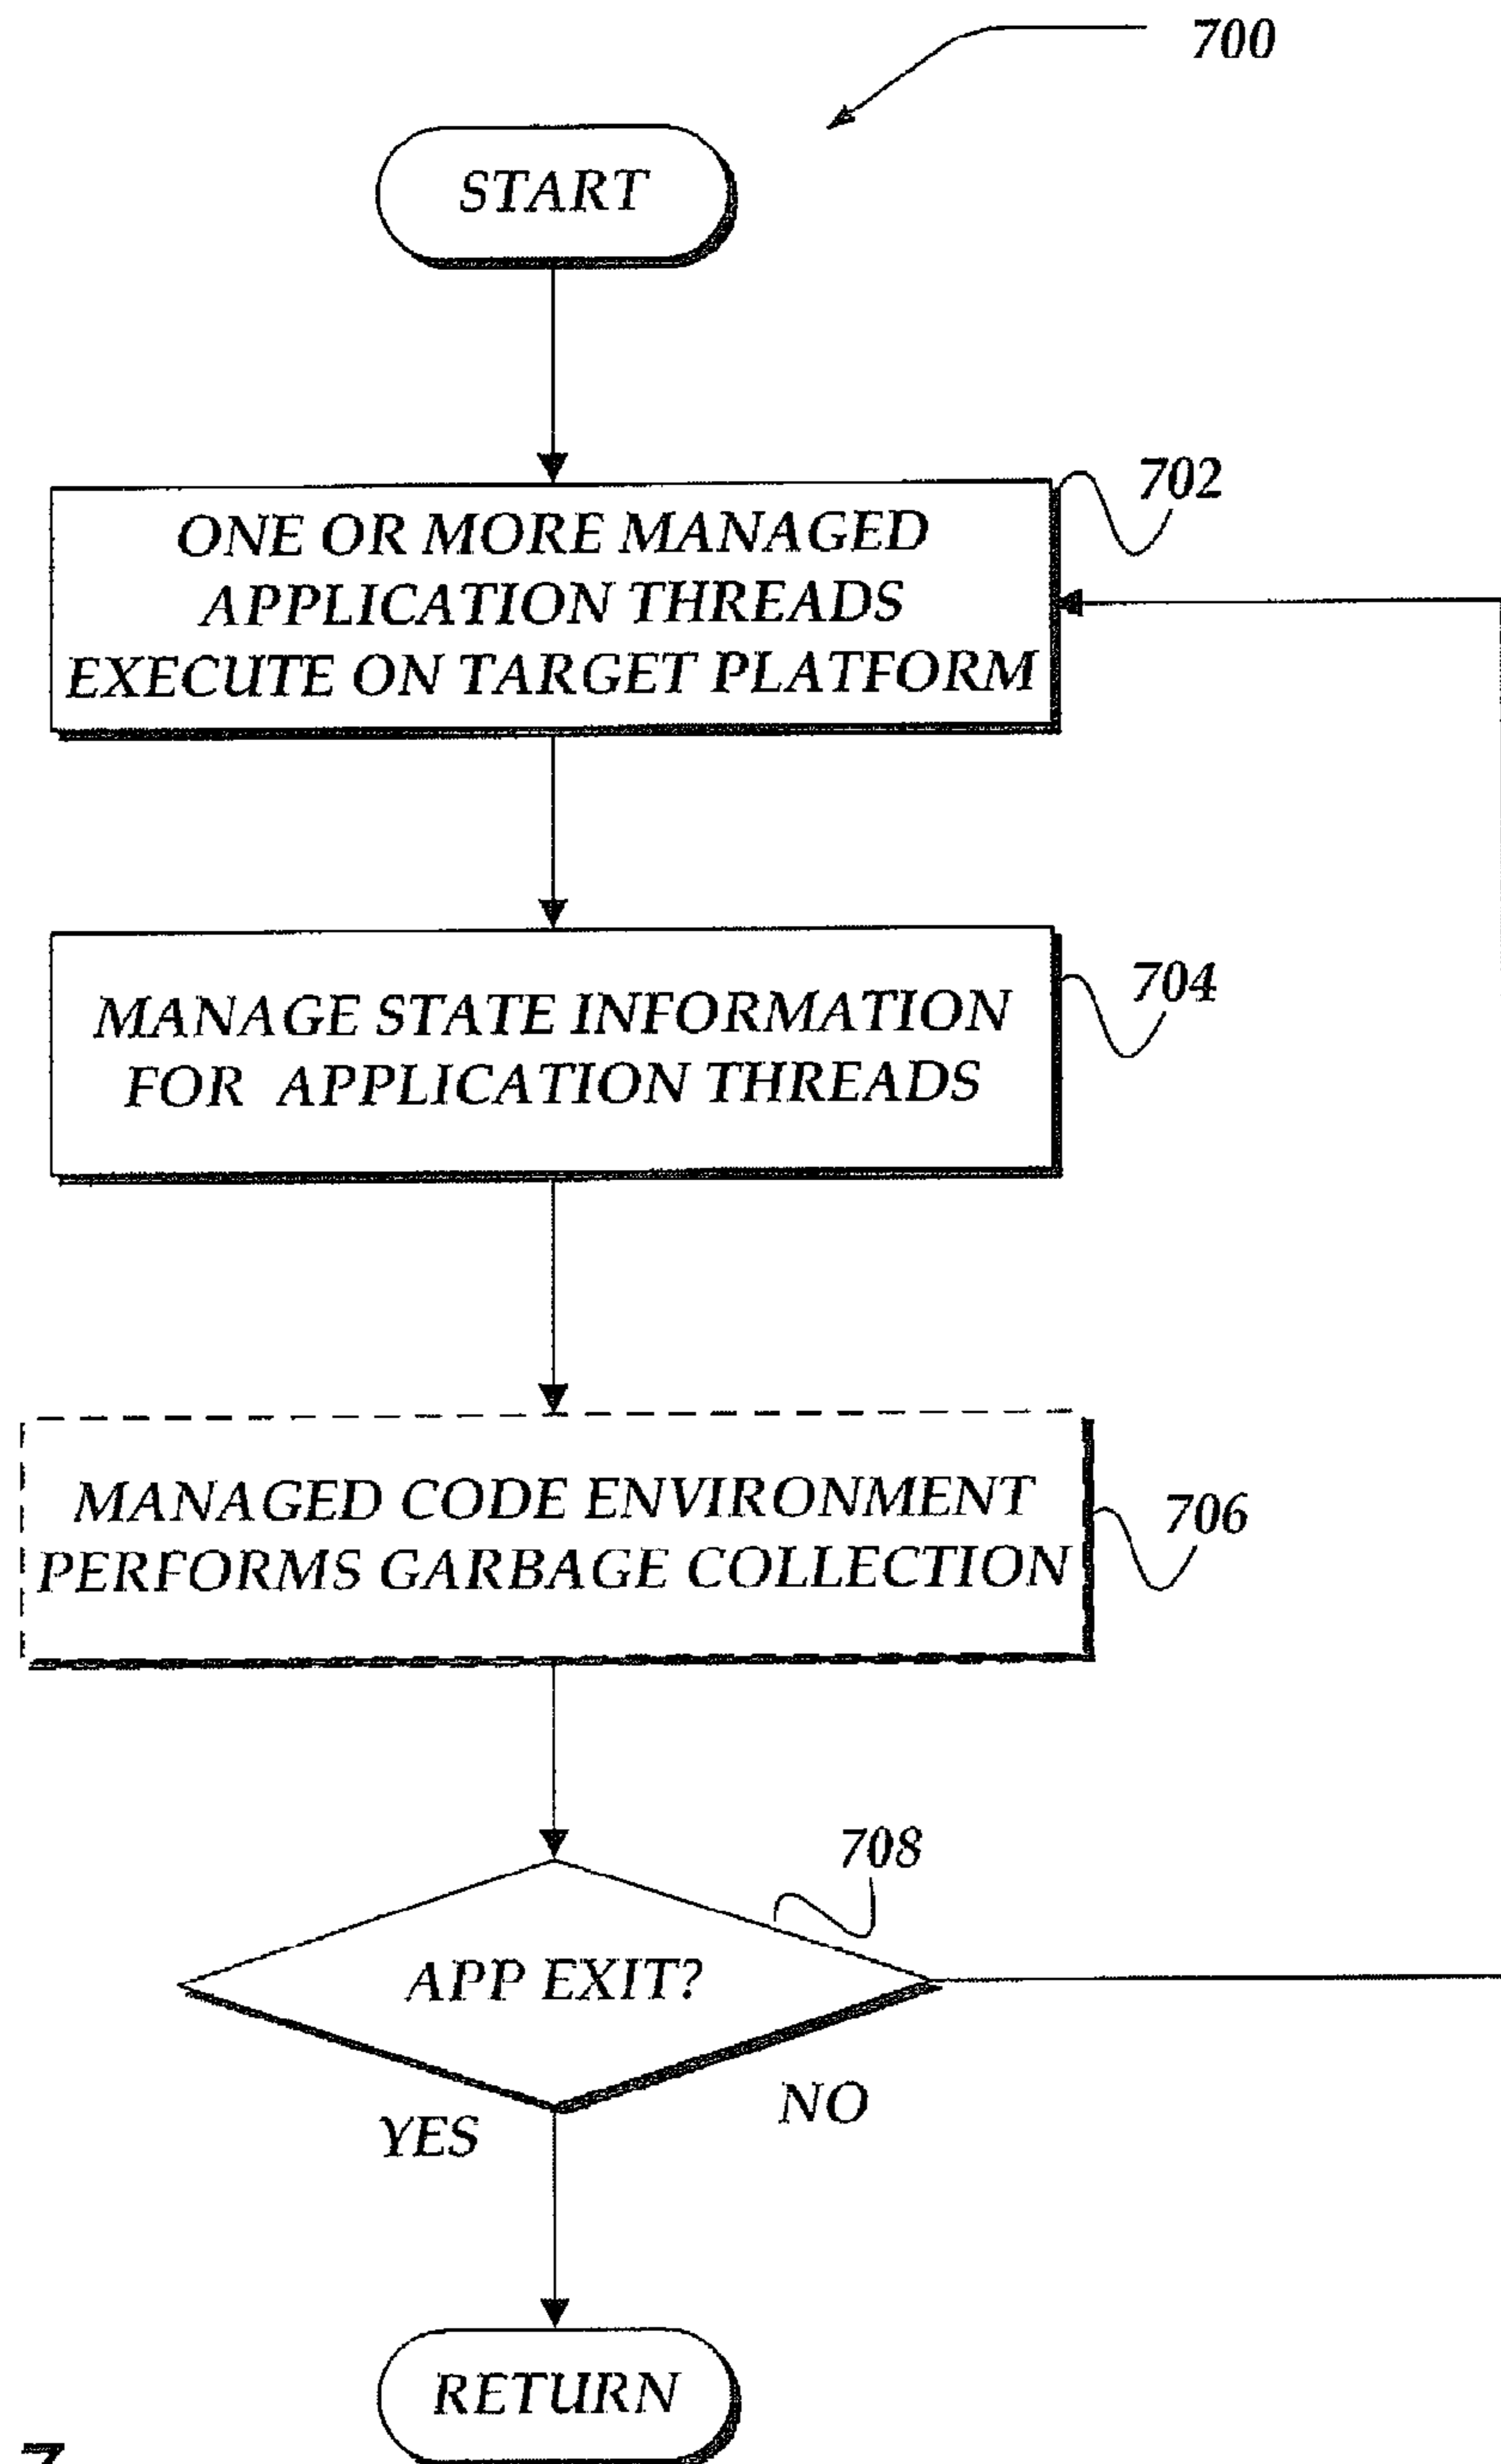 700
START
702
ONE OR MORE MANAGED
APPLICATION THREADS
EXECUTE ON TARGET PLATFORM
704
MANAGE STATE INFORMATION
FOR APPLICATION THREADS
MANAGED CODE ENVIRONMENT
706
PERFORMS GARBAGE COLLECTION
708
APP EXIT?
NO
YES
RETURN